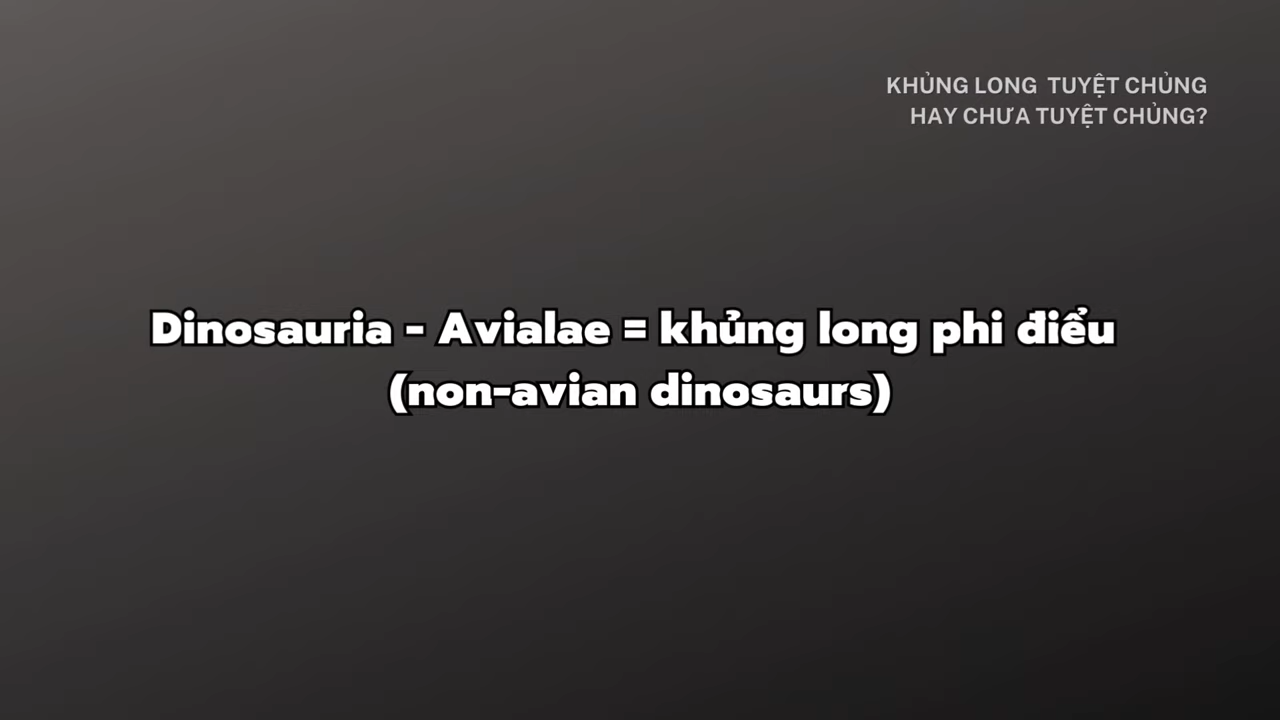 KHỦNG LONG TUYỆT CHỦNG
HAY CHƯA TUYỆT CHỦNG?
Dinosauria - Avialae = khủng long phi điểu
(non-avian dinosaurs)